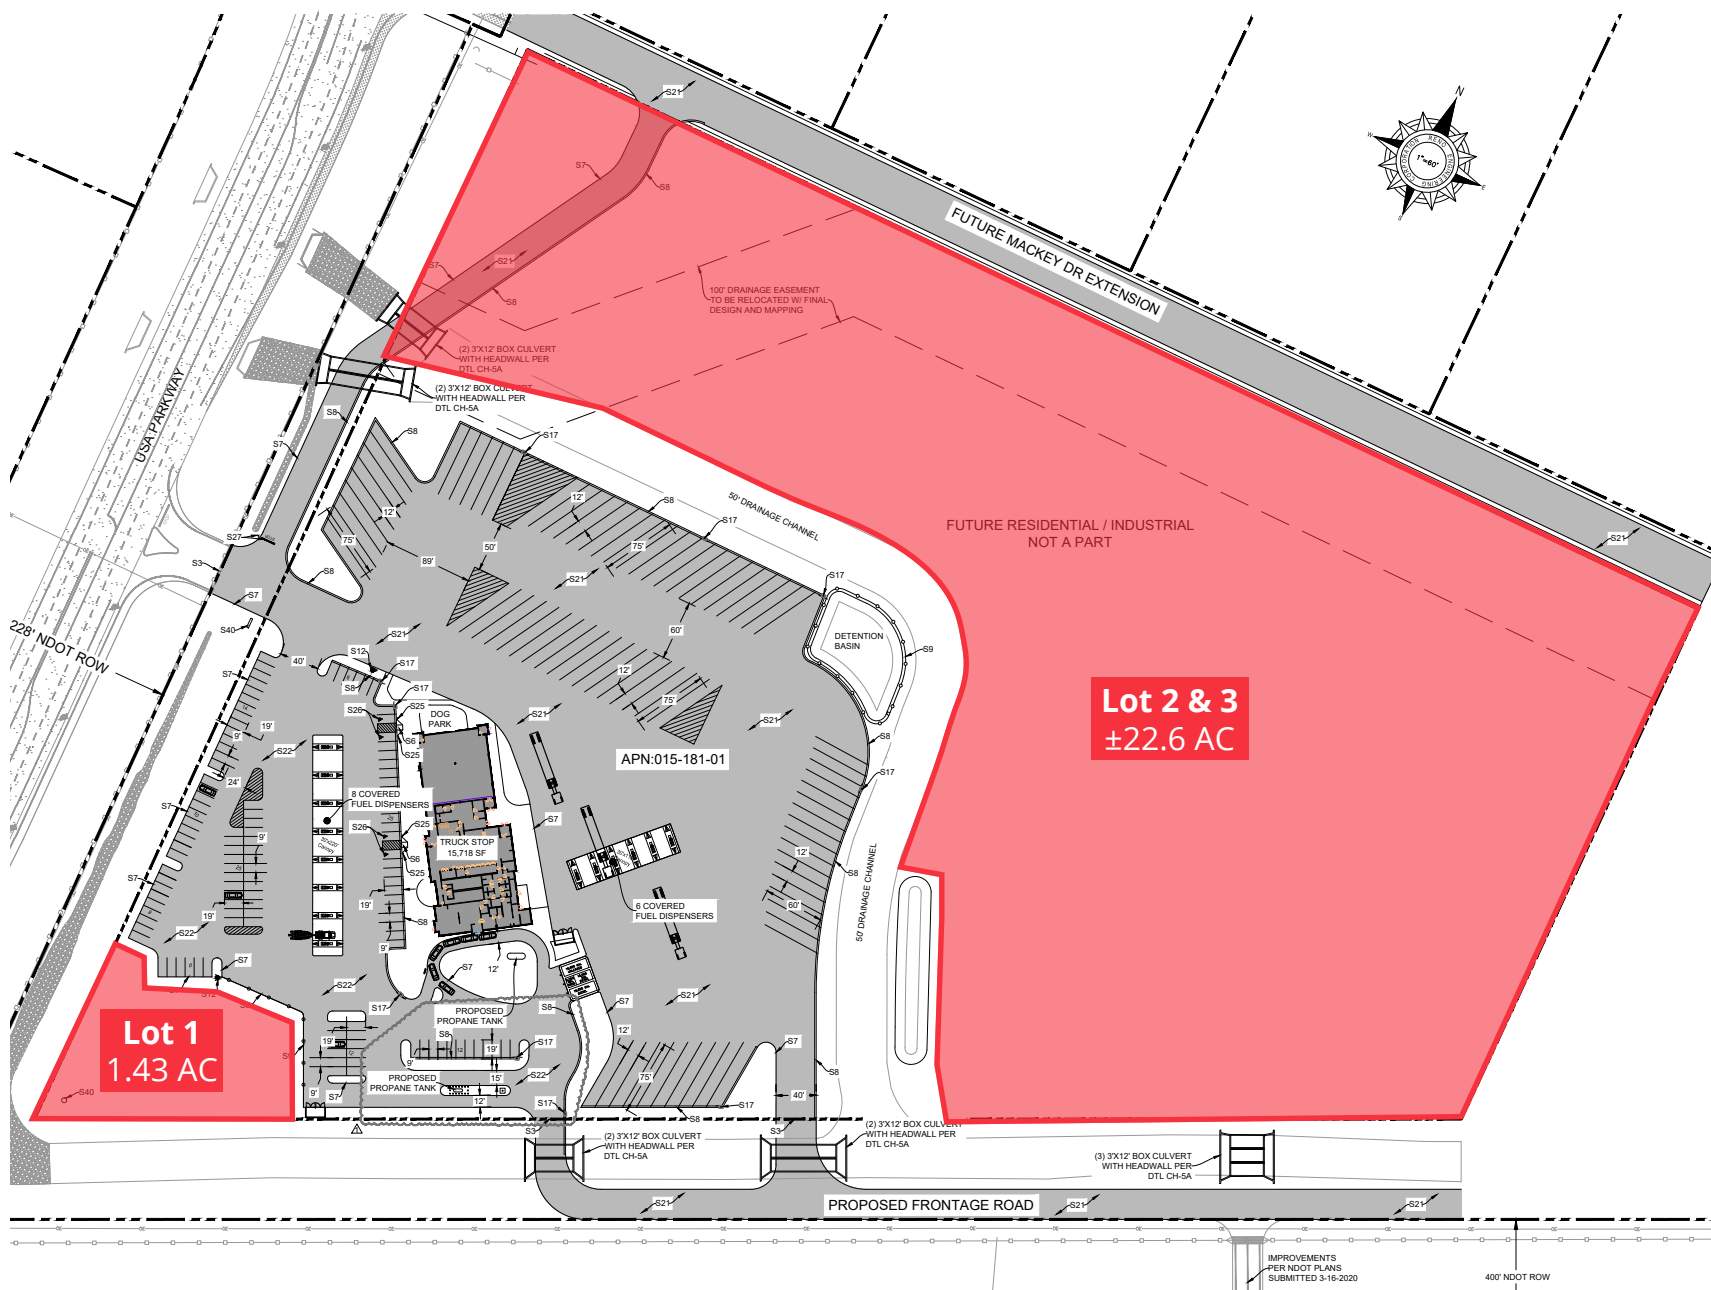 S21
N
W
E
S
RENO ENGINEERING CORPORATION
1"=60'
FUTURE MACKEY DR EXTENSION
S7
S8
S7
S21
S8
100' DRAINAGE EASEMENT
TO BE RELOCATED W/ FINAL
DESIGN AND MAPPING
(2) 3'X12' BOX CULVERT
WITH HEADWALL PER
DTL CH-5A
(2) 3'X12' BOX CULVERT
WITH HEADWALL PER
DTL CH-5A
USA PARKWAY
S8
S7
S8
S17
12'
12'
S8
S17
50' DRAINAGE CHANNEL
FUTURE RESIDENTIAL / INDUSTRIAL
NOT A PART
S21
S27
75'
50'
75'
89'
S3
S8
S21
S17
S7
S40
228' NDOT ROW
S21
60'
DETENTION
BASIN
S9
40'
S12
S17
S7
S8
S17
12'
75'
Lot 2 & 3
±22.6 AC
S26
S25
DOG
PARK
S21
S21
19'
9'
S22
S6
S25
S8
APN:015-181-01
24'
S17
S7
8 COVERED
FUEL DISPENSERS
S26
S25
S7
9'
30'x220'
Canopy
TRUCK STOP
15,718 SF
S6
S25
12'
S8
S7
60'
19'
19'
S8
6 COVERED
FUEL DISPENSERS
50' DRAINAGE CHANNEL
S22
9'
S7
S7
12'
S22
S17
S21
S7
S8
PROPOSED
PROPANE TANK
Lot 1
1.43 AC
S8
12'
S7
19'
19'
S17
9'
PROPOSED
PROPANE TANK
15'
S22
75'
S8
S40
9'
S7
12'
S17
S17
40'
S8
S3
S3
(2) 3'X12' BOX CULVERT
WITH HEADWALL PER
DTL CH-5A
(2) 3'X12' BOX CULVERT
WITH HEADWALL PER
DTL CH-5A
(3) 3'X12' BOX CULVERT
WITH HEADWALL PER
DTL CH-5A
S21
PROPOSED FRONTAGE ROAD
S21
S21
IMPROVEMENTS
PER NDOT PLANS
SUBMITTED 3-16-2020
400' NDOT ROW